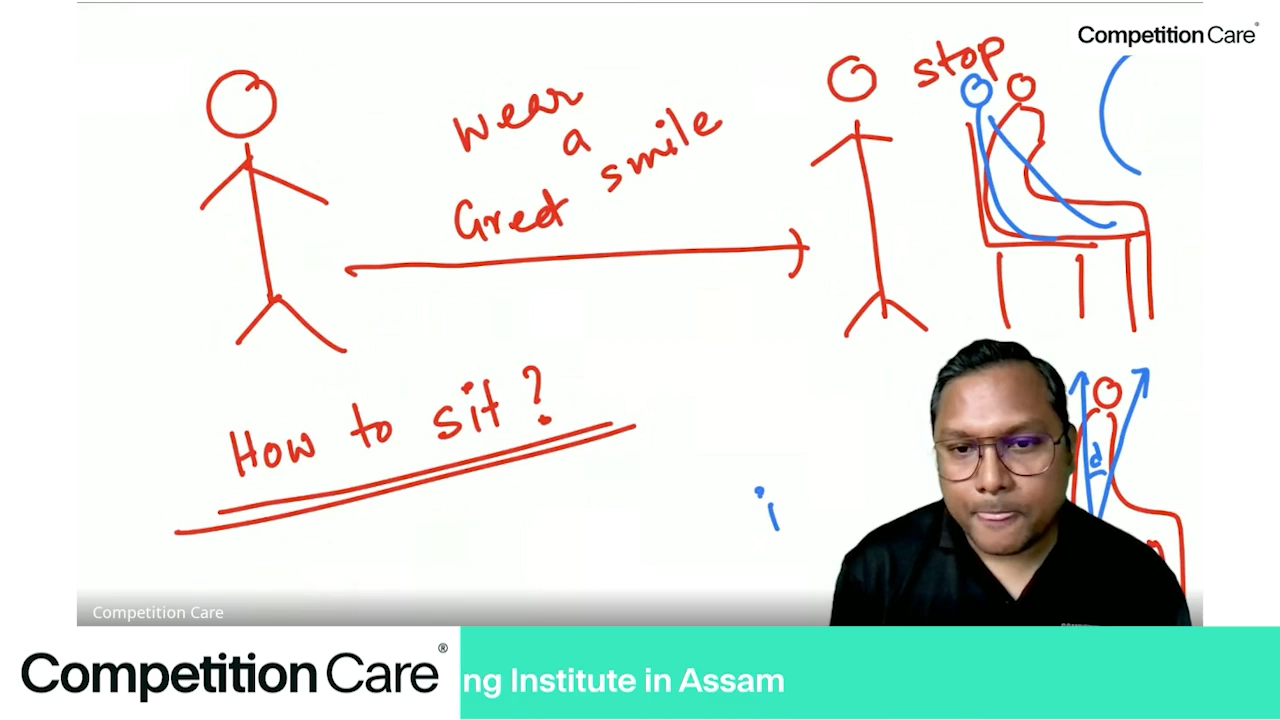 Competition Care®
stop
Wear
a
smile
Greet
How to sit?
d
i
Competition Care
Competition Care®
ng Institute in Assam